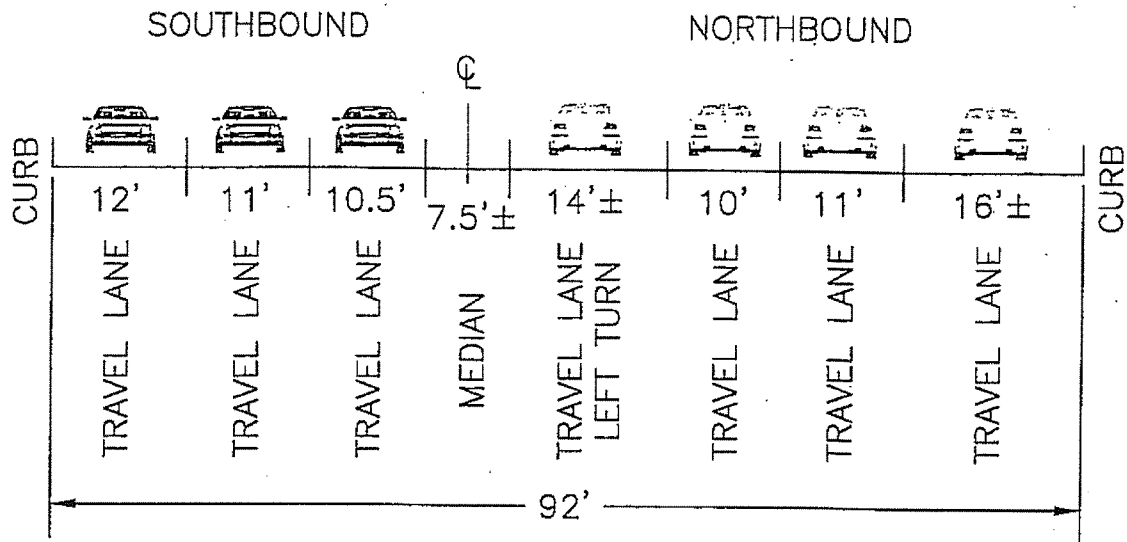 SOUTHBOUND
NORTHBOUND
℄
CURB
12'
11'
10.5'
7.5'±
14'±
10'
11'
16'±
CURB
TRAVEL LANE
TRAVEL LANE
TRAVEL LANE
MEDIAN
TRAVEL LANE
LEFT TURN
TRAVEL LANE
TRAVEL LANE
TRAVEL LANE
92'